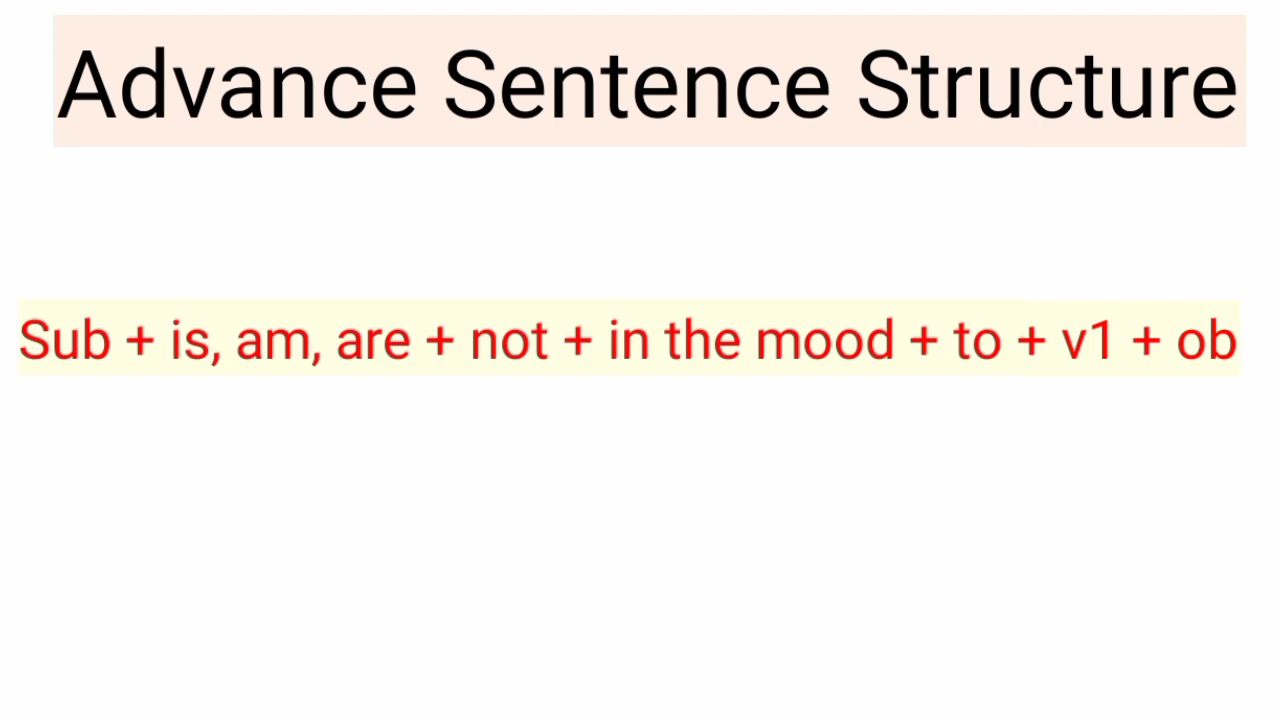 Advance Sentence Structure
Sub + is, am, are + not + in the mood + to + v1 + ob